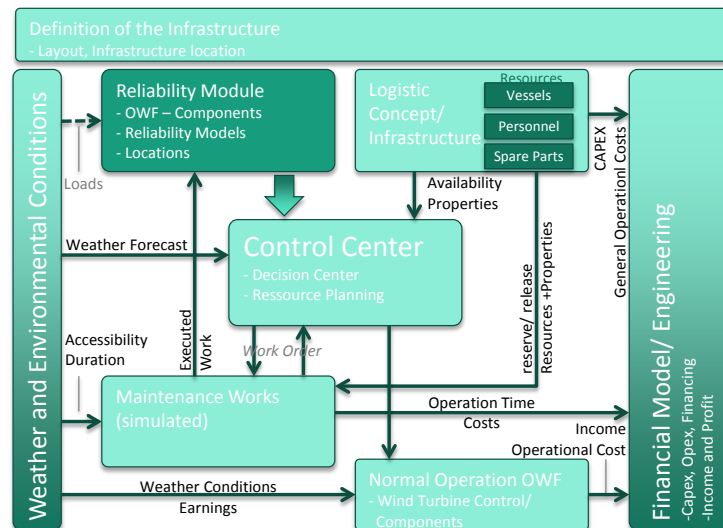 Definition of the Infrastructure
- Layout, Infrastructure location
Weather and Environmental Conditions
Reliability Module
- OWF – Components
- Reliability Models
- Locations
Logistic
Concept/
Infrastructure
Resources
Vessels
Personnel
Spare Parts
CAPEX
General Operationl Costs
Loads
Availability
Properties
Weather Forecast
Control Center
- Decision Center
- Ressource Planning
reserve/ release
Resources +Properties
Executed
Work
Work Order
Accessibility
Duration
Maintenance Works
(simulated)
Operation Time
Costs
Income
Operational Cost
Weather Conditions
Earnings
Normal Operation OWF
- Wind Turbine Control/
Components
Financial Model/ Engineering
-Capex, Opex, Financing
-Income and Profit